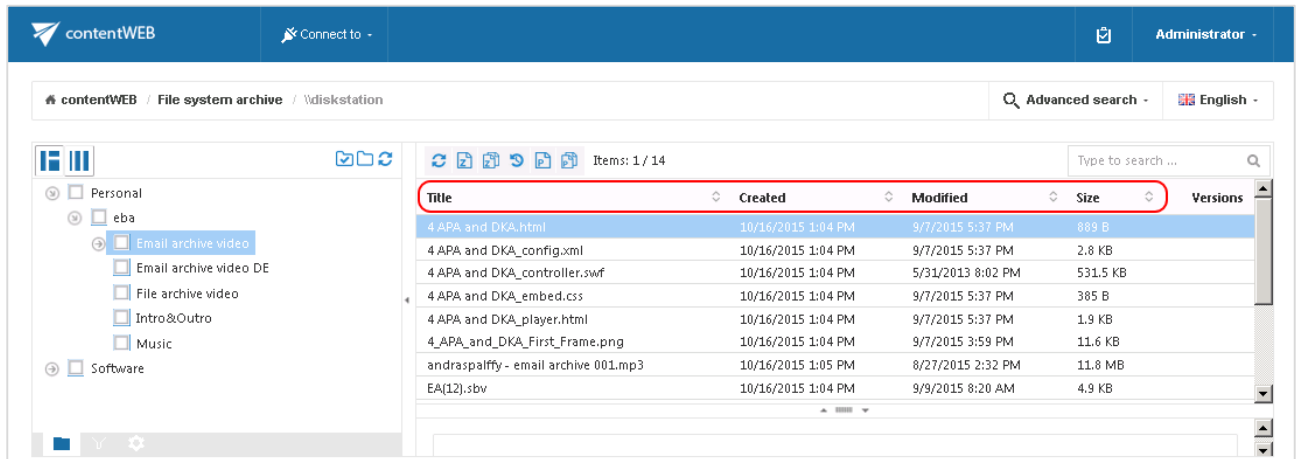 contentWEB Connect to Administrator
contentWEB / File system archive / \\diskstation Advanced search English
Items: 1 / 14 Type to search ...
Personal
eba
Email archive video
Email archive video DE
File archive video
Intro&Outro
Music
Software
Title Created Modified Size Versions
4 APA and DKA.html 10/16/2015 1:04 PM 9/7/2015 5:37 PM 889 B
4 APA and DKA_config.xml 10/16/2015 1:04 PM 9/7/2015 5:37 PM 2.8 KB
4 APA and DKA_controller.swf 10/16/2015 1:04 PM 5/31/2013 8:02 PM 531.5 KB
4 APA and DKA_embed.css 10/16/2015 1:04 PM 9/7/2015 5:37 PM 385 B
4 APA and DKA_player.html 10/16/2015 1:04 PM 9/7/2015 5:37 PM 1.9 KB
4_APA_and_DKA_First_Frame.png 10/16/2015 1:04 PM 9/7/2015 3:59 PM 11.6 KB
andraspalffy - email archive 001.mp3 10/16/2015 1:05 PM 8/27/2015 2:32 PM 11.8 MB
EA(12).sbv 10/16/2015 1:04 PM 9/9/2015 8:20 AM 4.9 KB